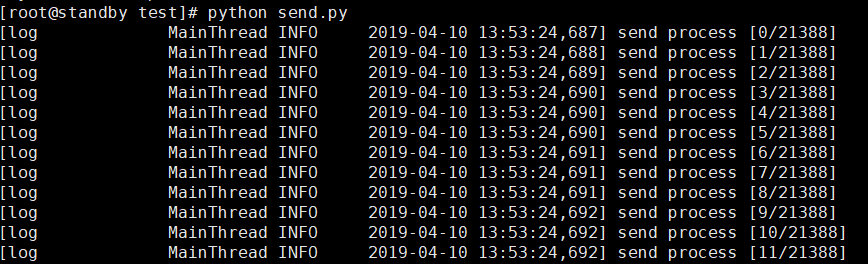 [root@standby test]# python send.py
[log             MainThread INFO     2019-04-10 13:53:24,687] send process [0/21388]
[log             MainThread INFO     2019-04-10 13:53:24,688] send process [1/21388]
[log             MainThread INFO     2019-04-10 13:53:24,689] send process [2/21388]
[log             MainThread INFO     2019-04-10 13:53:24,690] send process [3/21388]
[log             MainThread INFO     2019-04-10 13:53:24,690] send process [4/21388]
[log             MainThread INFO     2019-04-10 13:53:24,690] send process [5/21388]
[log             MainThread INFO     2019-04-10 13:53:24,691] send process [6/21388]
[log             MainThread INFO     2019-04-10 13:53:24,691] send process [7/21388]
[log             MainThread INFO     2019-04-10 13:53:24,691] send process [8/21388]
[log             MainThread INFO     2019-04-10 13:53:24,692] send process [9/21388]
[log             MainThread INFO     2019-04-10 13:53:24,692] send process [10/21388]
[log             MainThread INFO     2019-04-10 13:53:24,692] send process [11/21388]